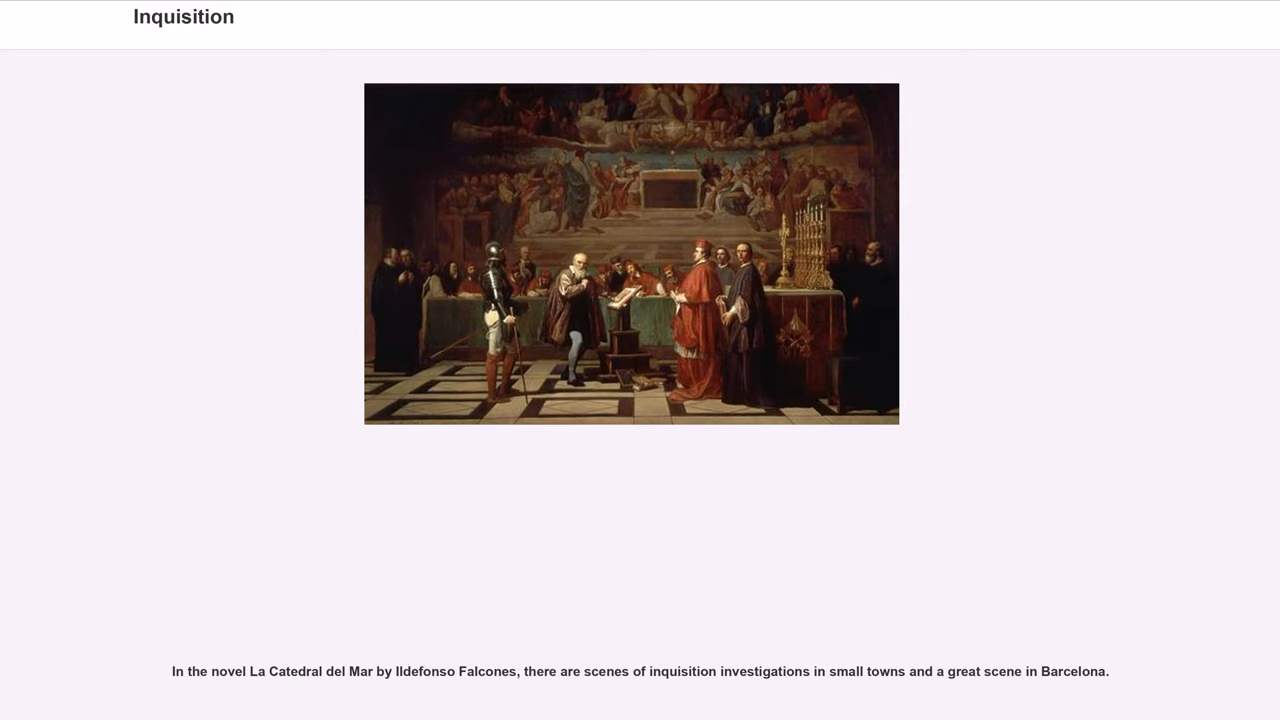 Inquisition
In the novel La Catedral del Mar by Ildefonso Falcones, there are scenes of inquisition investigations in small towns and a great scene in Barcelona.